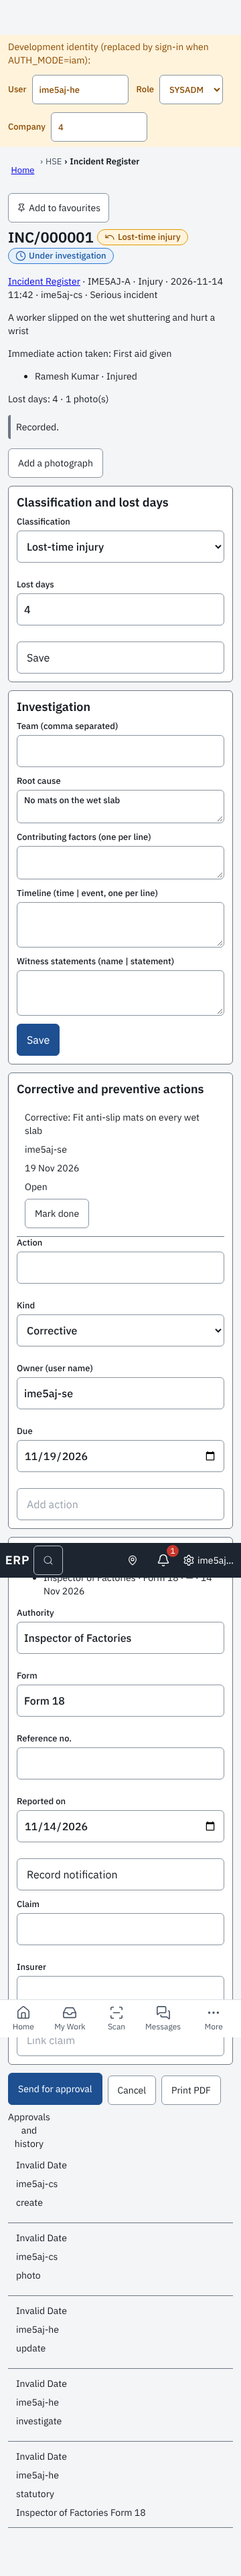 Development identity (replaced by sign-in when
AUTH_MODE=iam):
User ime5aj-he Role SYSADM
Company 4
Home › HSE › Incident Register
Add to favourites
INC/000001 Lost-time injury
Under investigation
Incident Register · IME5AJ-A · Injury · 2026-11-14
11:42 · ime5aj-cs · Serious incident
A worker slipped on the wet shuttering and hurt a
wrist
Immediate action taken: First aid given
• Ramesh Kumar · Injured
Lost days: 4 · 1 photo(s)
Recorded.
Add a photograph
Classification and lost days
Classification
Lost-time injury
Lost days
4
Save
Investigation
Team (comma separated)
Root cause
No mats on the wet slab
Contributing factors (one per line)
Timeline (time | event, one per line)
Witness statements (name | statement)
Save
Corrective and preventive actions
Corrective: Fit anti-slip mats on every wet
slab
ime5aj-se
19 Nov 2026
Open
Mark done
Action
Kind
Corrective
Owner (user name)
ime5aj-se
Due
11/19/2026
Add action
ERP 1 ime5aj...
Inspector of Factories · Form 18 · — · 14
Nov 2026
Authority
Inspector of Factories
Form
Form 18
Reference no.
Reported on
11/14/2026
Record notification
Claim
Insurer
Home My Work Scan Messages More
Link claim
Send for approval Cancel Print PDF
Approvals
and
history
Invalid Date
ime5aj-cs
create
Invalid Date
ime5aj-cs
photo
Invalid Date
ime5aj-he
update
Invalid Date
ime5aj-he
investigate
Invalid Date
ime5aj-he
statutory
Inspector of Factories Form 18